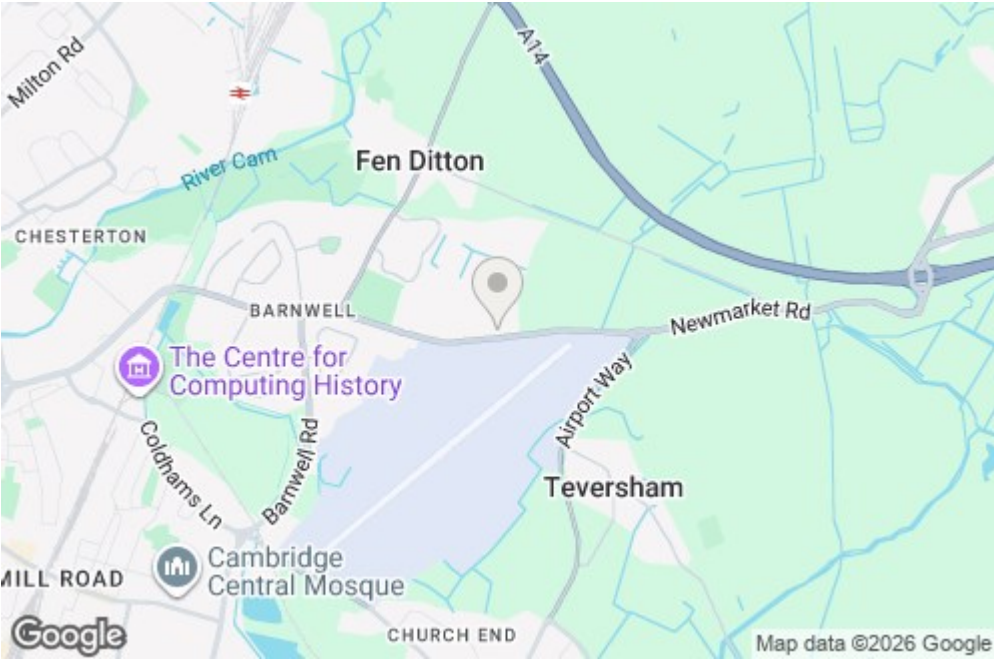 A14
Milton Rd
Fen Ditton
River Cam
CHESTERTON
BARNWELL
Newmarket Rd
The Centre for
Computing History
Airport Way
Barnwell Rd
Coldhams Ln
Teversham
Cambridge
Central Mosque
MILL ROAD
CHURCH END
Google
Map data ©2026 Google